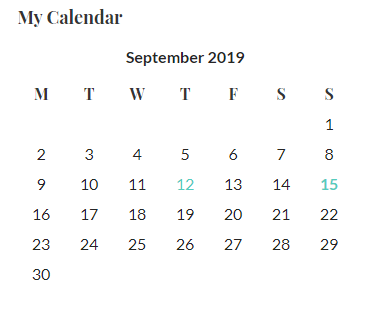 My Calendar
September 2019
M T W T F S S
1
2 3 4 5 6 7 8
9 10 11 12 13 14 15
16 17 18 19 20 21 22
23 24 25 26 27 28 29
30